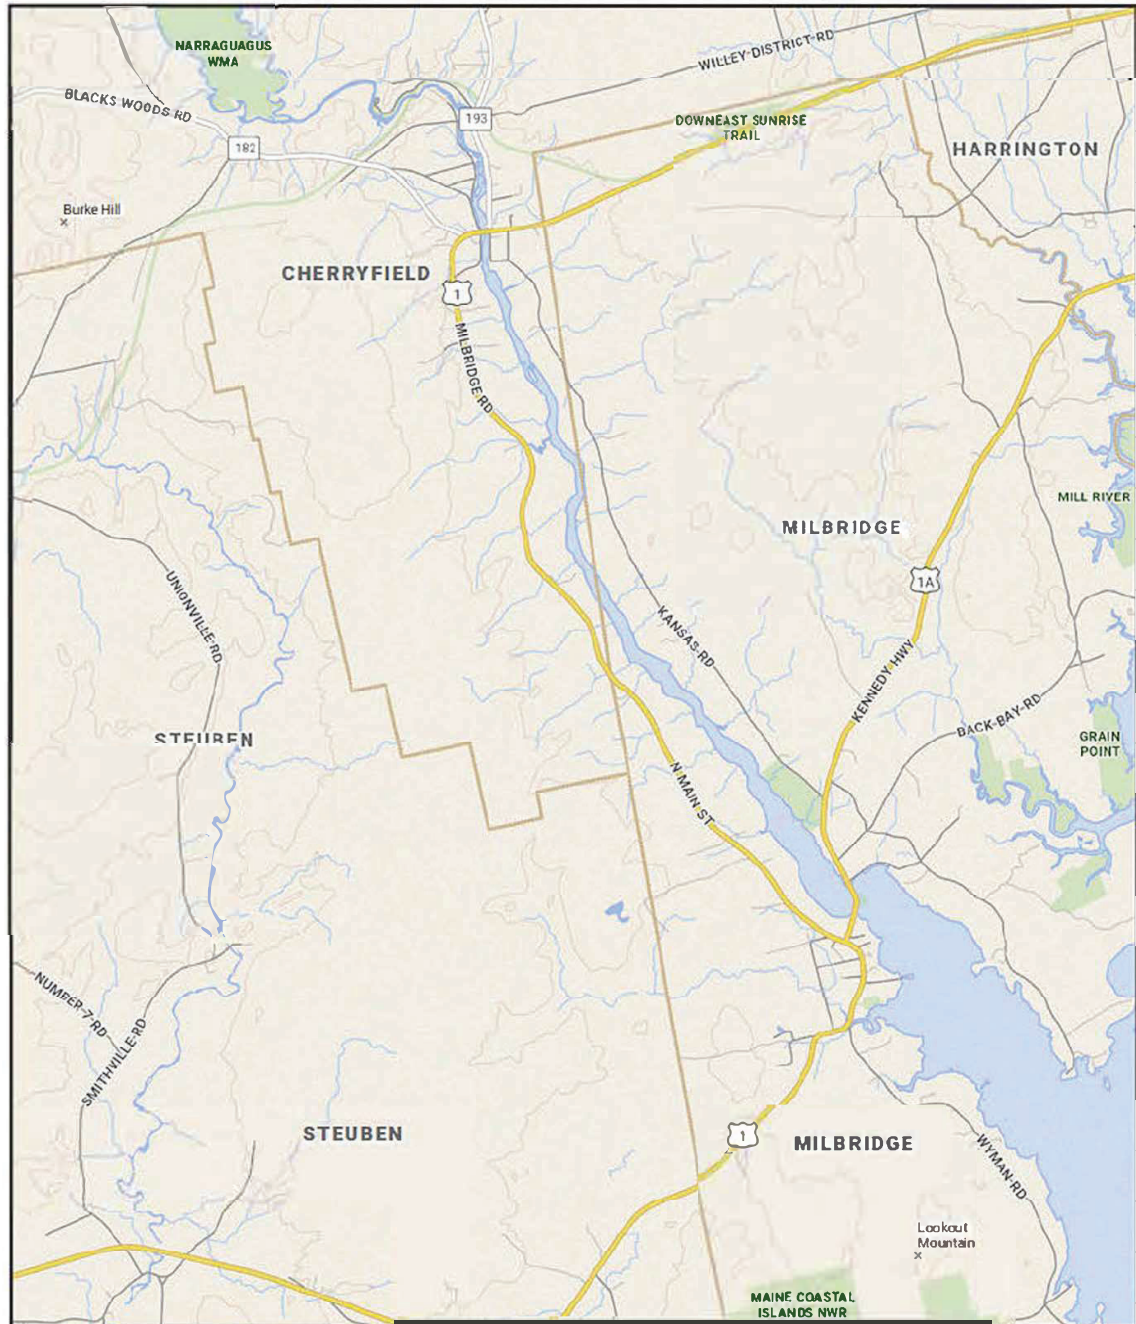 NARRAGUAGUS
WMA
WILLEY DISTRICT RD
BLACKS WOODS RD
193
DOWNEAST SUNRISE
TRAIL
182
HARRINGTON
Burke Hill
CHERRYFIELD
1
MILBRIDGE RD
MILL RIVER
MILBRIDGE
1A
UNIONVILLE RD
KANSAS RD
KENNEDY HWY
BACK BAY RD
STEUBEN
GRAIN
POINT
N MAIN ST
NUMBER 7 RD
SMITHVILLE RD
STEUBEN
1
MILBRIDGE
WYMAN RD
Lookout
Mountain
MAINE COASTAL
ISLANDS NWR